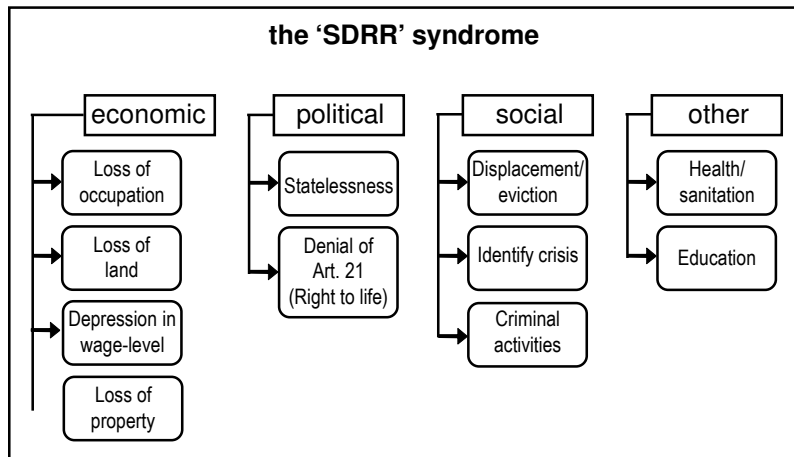 the ‘SDRR’ syndrome
economic
Loss of
occupation
Loss of
land
Depression in
wage-level
Loss of
property
political
Statelessness
Denial of
Art. 21
(Right to life)
social
Displacement/
eviction
Identify crisis
Criminal
activities
other
Health/
sanitation
Education